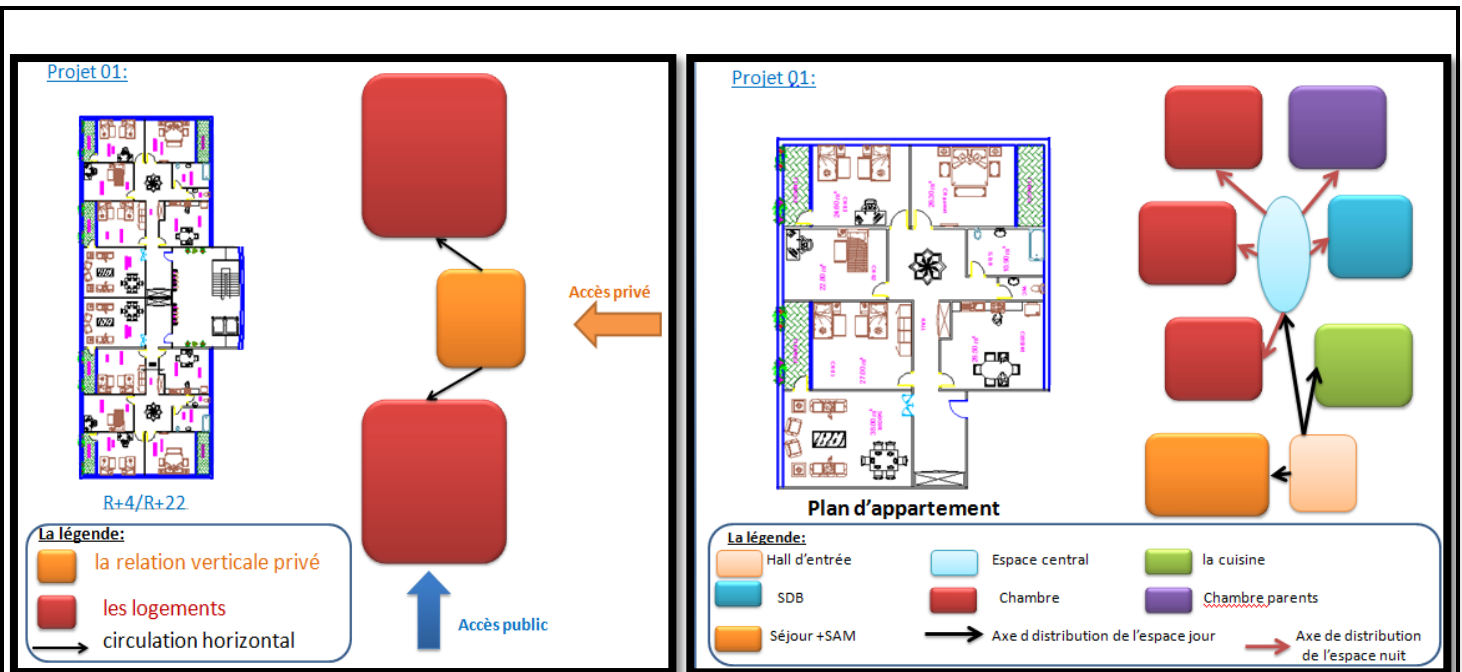 Projet 01:
Accès privé
R+4/R+22
La légende:
la relation verticale privé
les logements
circulation horizontal
Accès public
Projet 01:
Plan d’appartement
La légende:
Hall d’entrée
Espace central
la cuisine
SDB
Chambre
Chambre parents
Séjour +SAM
Axe d distribution de l’espace jour
Axe de distribution
de l’espace nuit